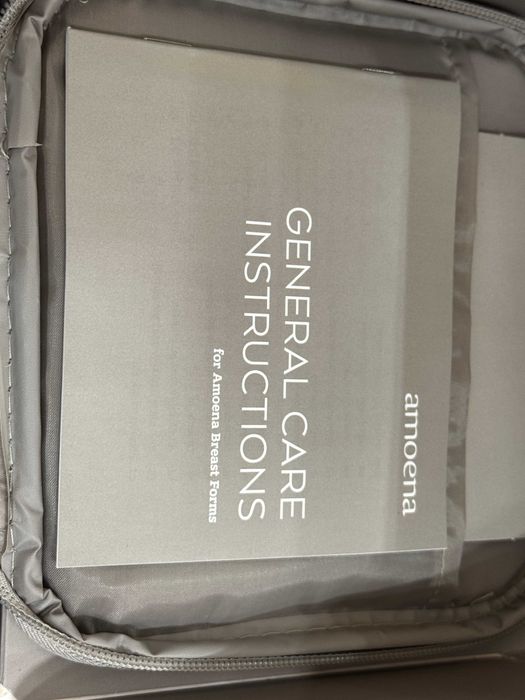 amoena
GENERAL CARE
INSTRUCTIONS
for Amoena Breast Forms